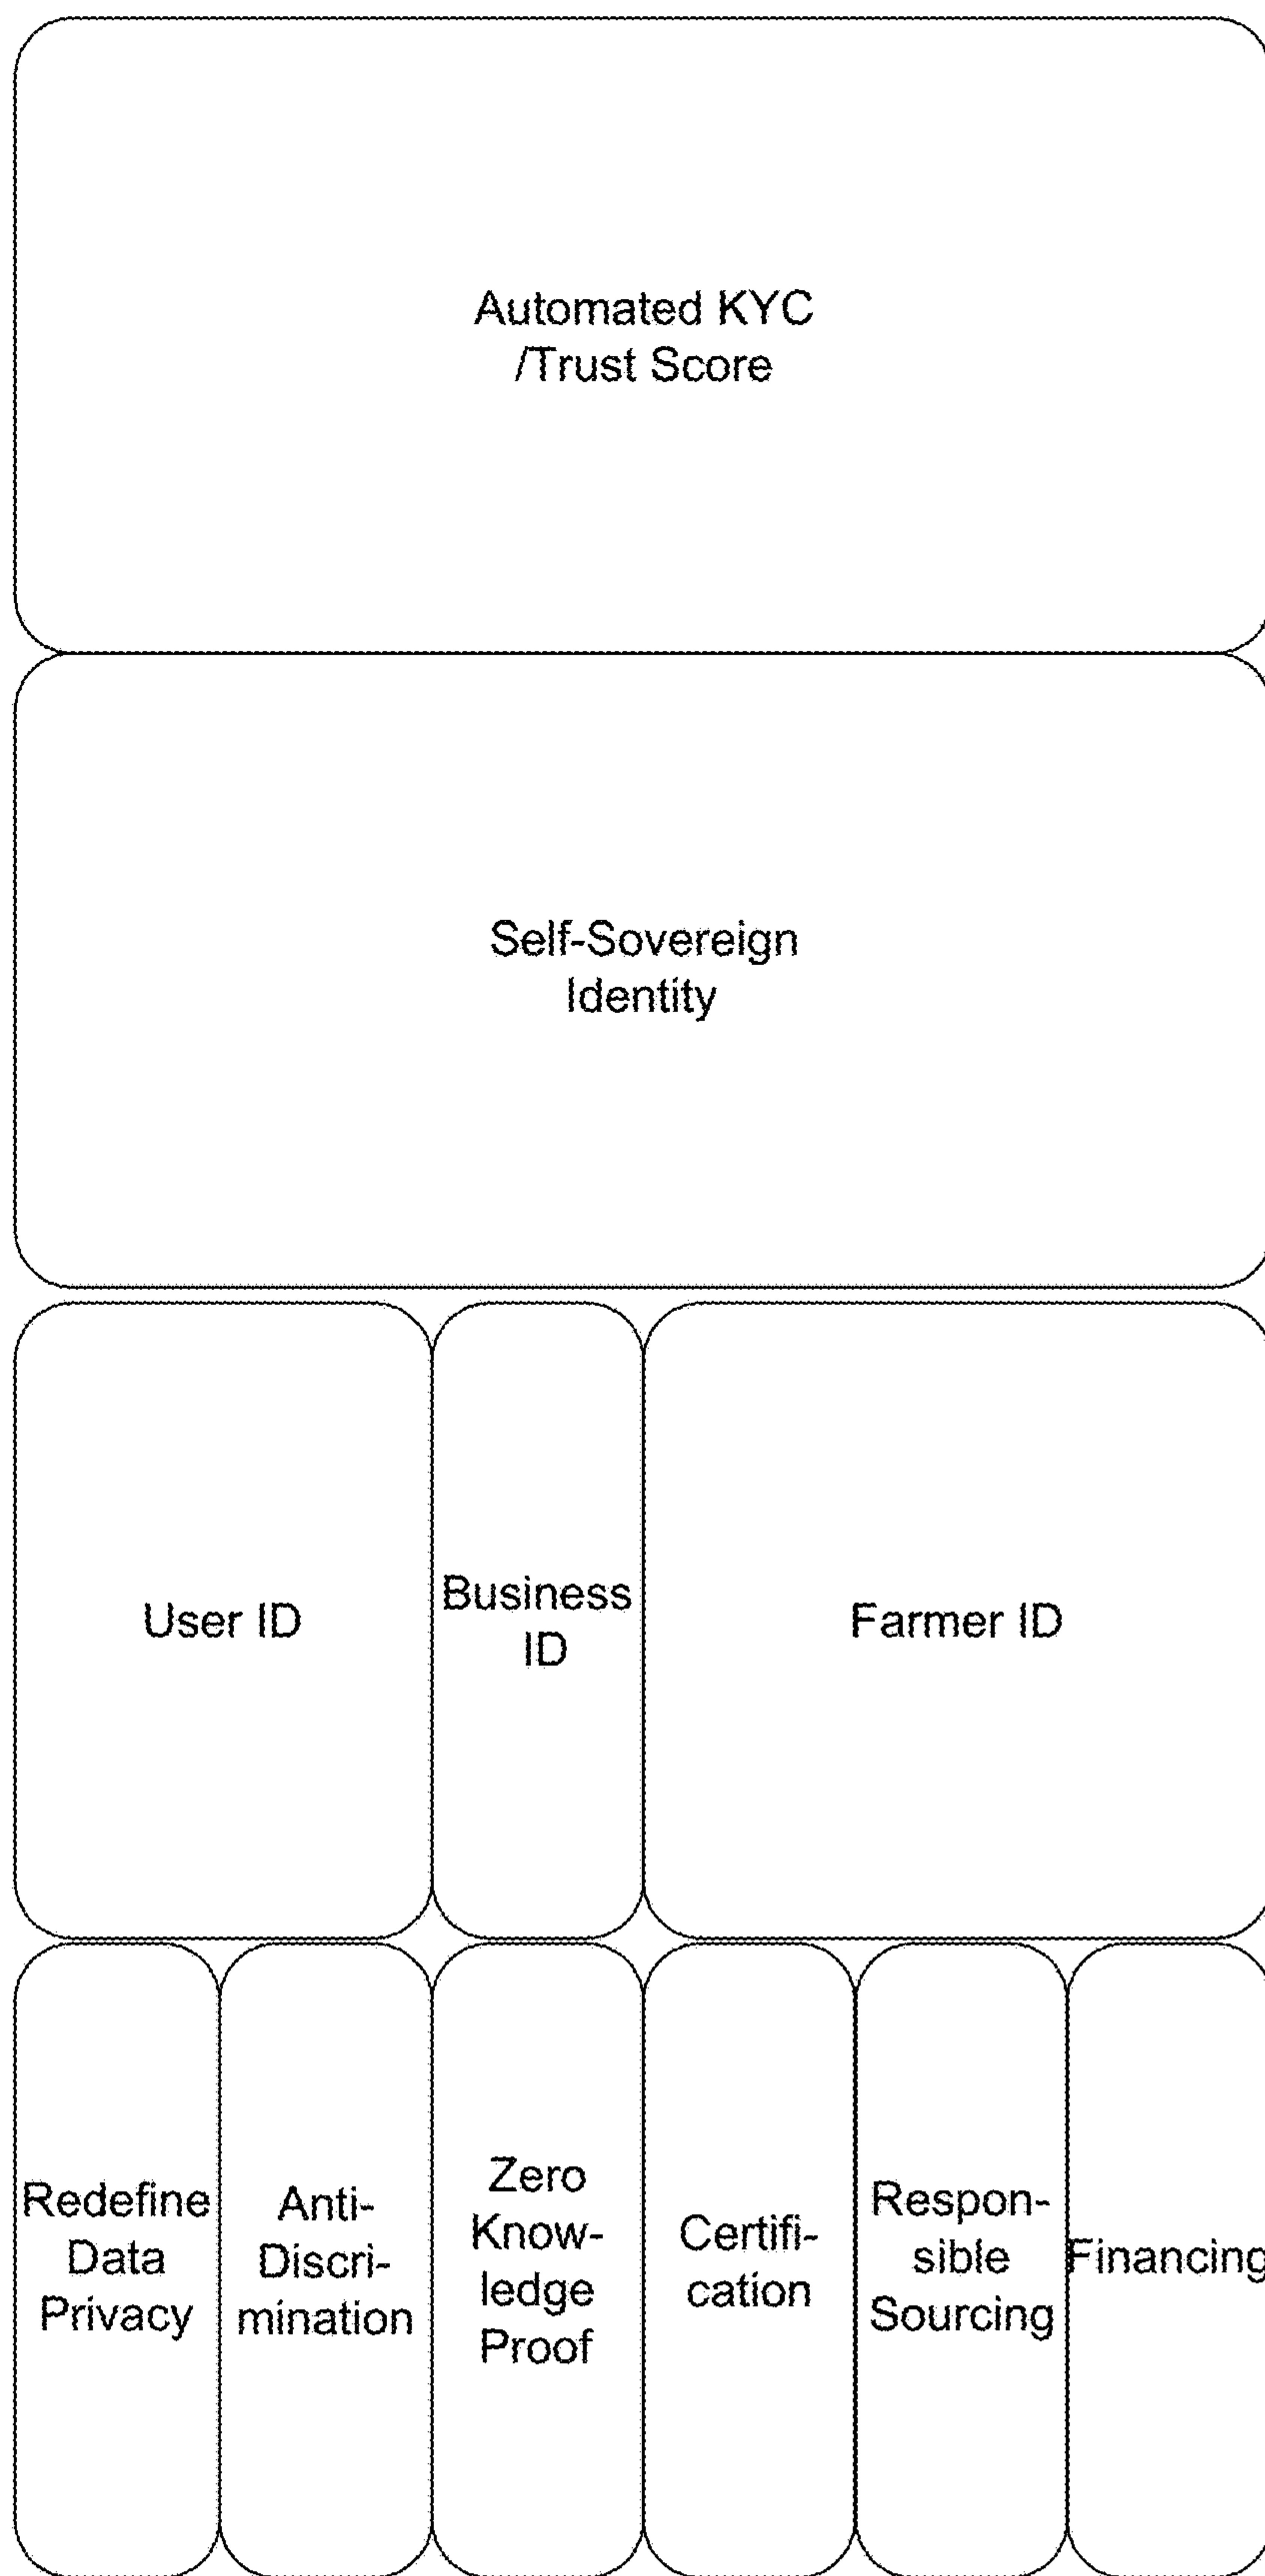 Automated KYC
/Trust Score
Self-Sovereign
Identity
User ID
Business
ID
Farmer ID
Redefine
Data
Privacy
Anti-
Discri-
mination
Zero
Know-
ledge
Proof
Certifi-
cation
Respon-
sible
Sourcing
Financing